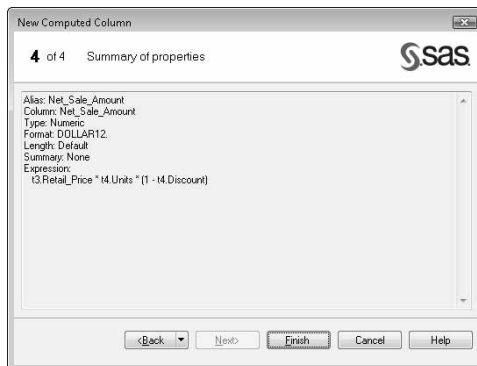 New Computed Column
4 of 4 Summary of properties
sas
Alias: Net_Sale_Amount
Column: Net_Sale_Amount
Type: Numeric
Format: DOLLAR12.
Length: Default
Summary: None
Expression:
t3.Retail_Price * t4.Units * (1 - t4.Discount)
<Back
Next>
Finish
Cancel
Help